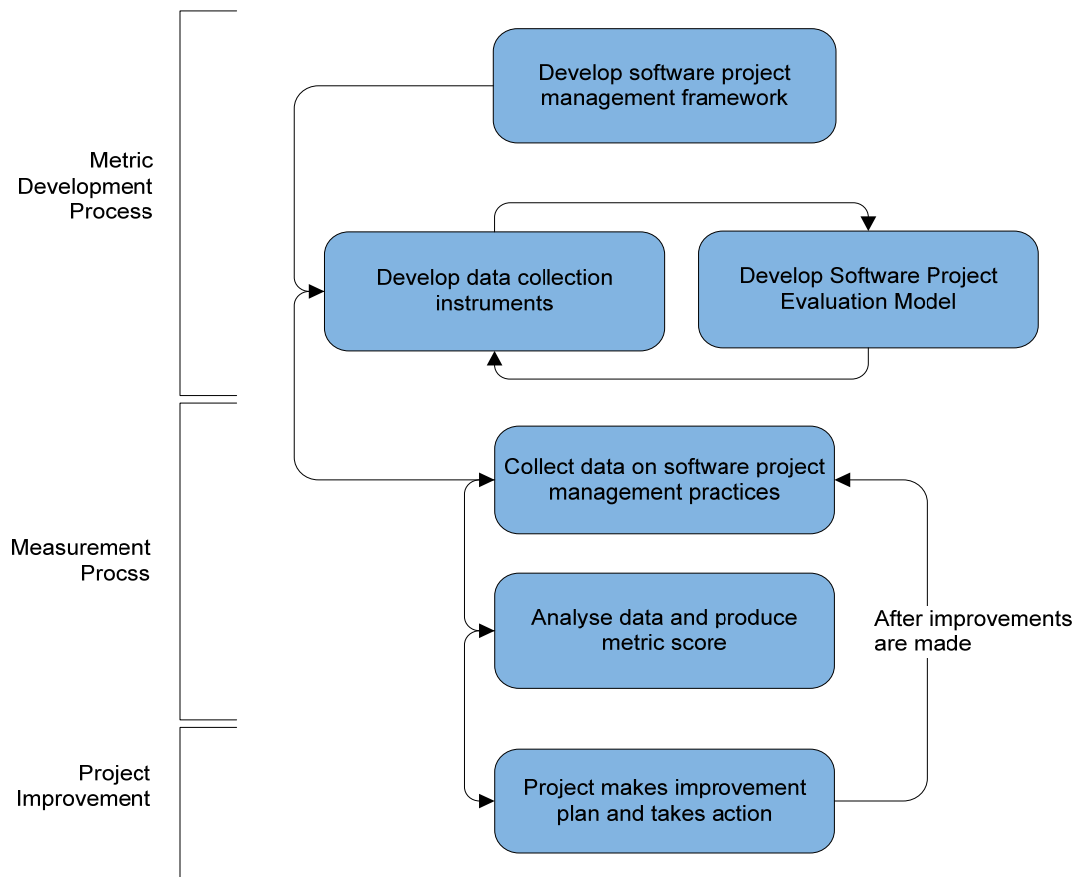 Develop software project
management framework
Metric
Development
Process
Develop data collection
instruments
Develop Software Project
Evaluation Model
Collect data on software project
management practices
Measurement
Procss
Analyse data and produce
metric score
After improvements
are made
Project
Improvement
Project makes improvement
plan and takes action